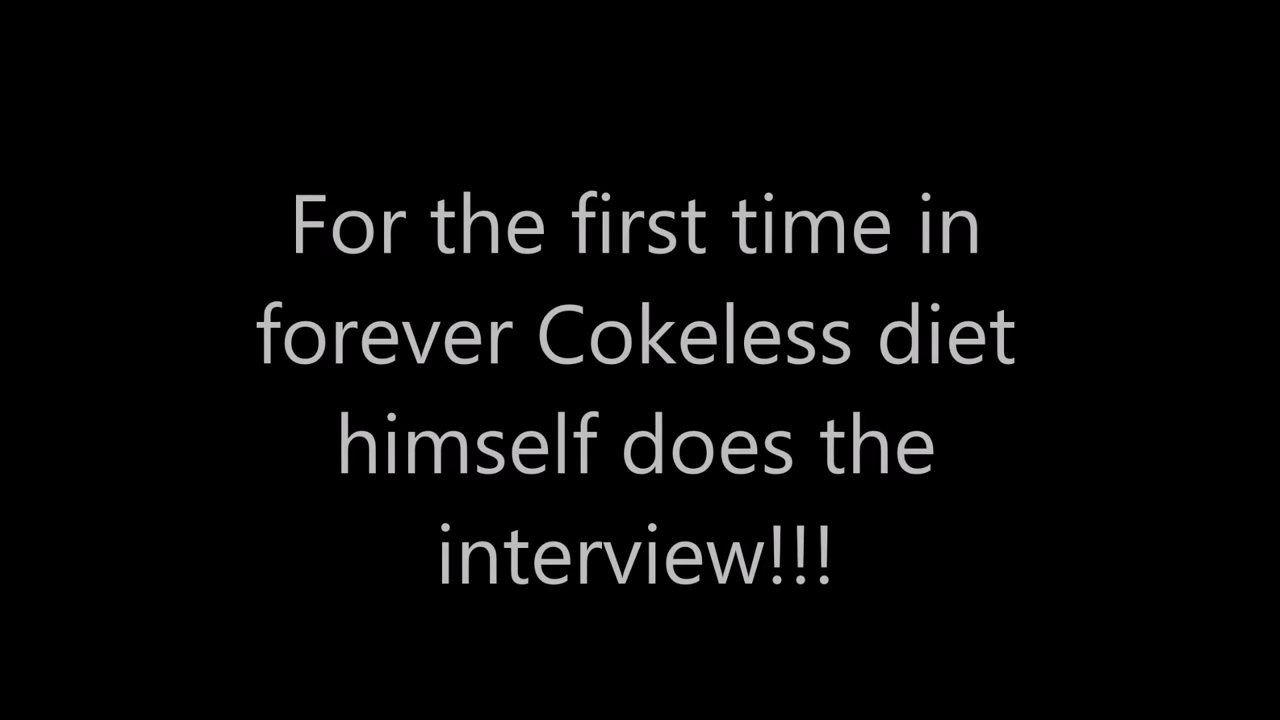 For the first time in
forever Cokeless diet
himself does the
interview!!!